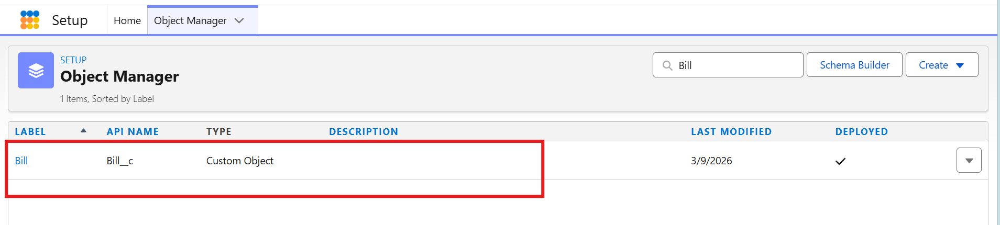 Setup Home Object Manager
SETUP
Object Manager
1 Items, Sorted by Label
Bill
Schema Builder
Create
LABEL API NAME TYPE DESCRIPTION LAST MODIFIED DEPLOYED
Bill Bill__c Custom Object 3/9/2026